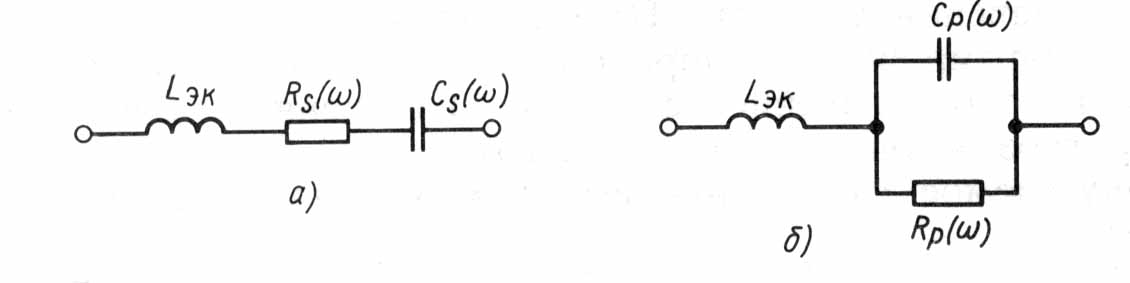 Lэк Rs(ω) Cs(ω)
а)
Cp(ω)
Lэк
Rp(ω)
б)